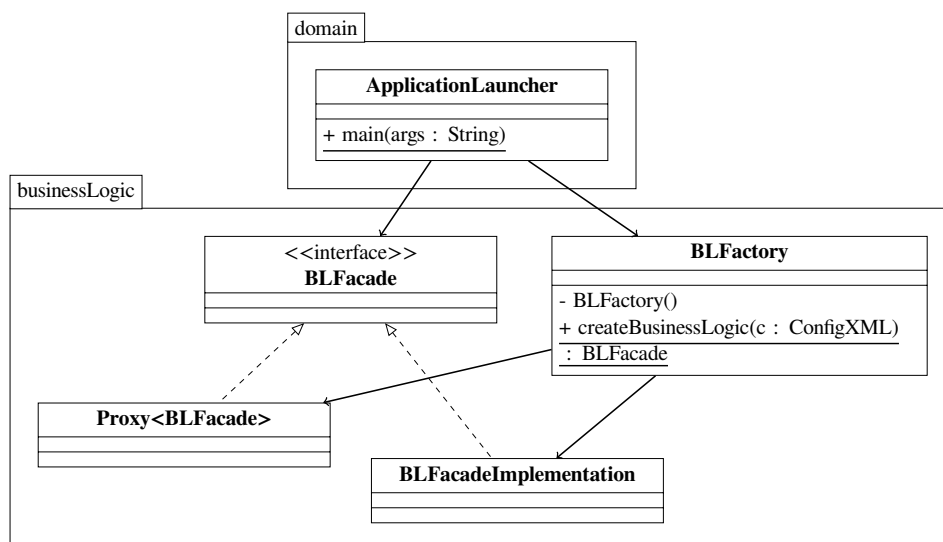 domain
ApplicationLauncher
+ main(args : String)
businessLogic
<<interface>>
BLFacade
BLFactory
- BLFactory()
+ createBusinessLogic(c : ConfigXML)
: BLFacade
Proxy<BLFacade>
BLFacadeImplementation